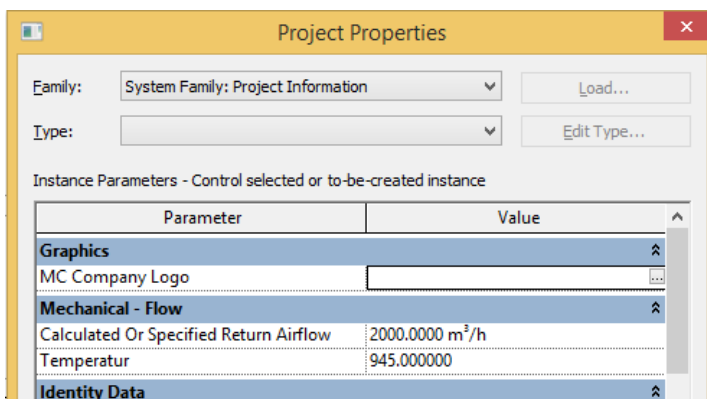 Project Properties
Family: System Family: Project Information Load...
Type: Edit Type...
Instance Parameters - Control selected or to-be-created instance
Parameter Value
Graphics
MC Company Logo ...
Mechanical - Flow
Calculated Or Specified Return Airflow 2000.0000 m³/h
Temperatur 945.000000
Identity Data